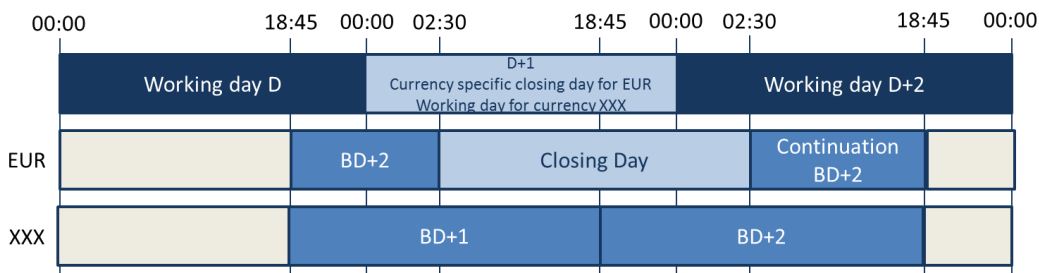 00:00 18:45 00:00 02:30 18:45 00:00 02:30 18:45 00:00
Working day D
D+1
Currency specific closing day for EUR
Working day for currency XXX
Working day D+2
EUR
BD+2
Closing Day
Continuation
BD+2
XXX
BD+1
BD+2